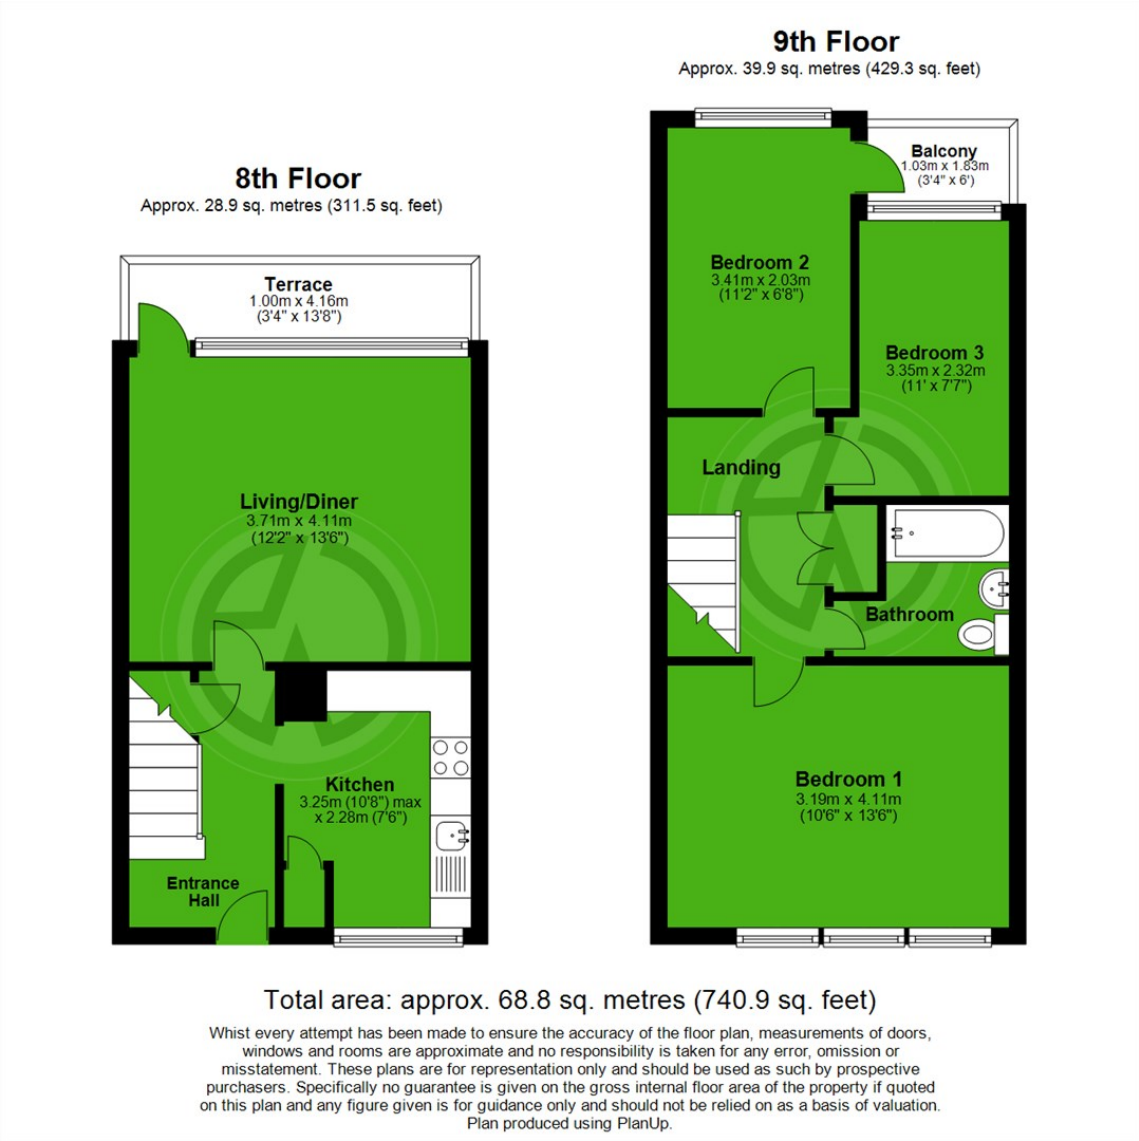 8th Floor
Approx. 28.9 sq. metres (311.5 sq. feet)
Terrace
1.00m x 4.16m
(3'4" x 13'8")
Living/Diner
3.71m x 4.11m
(12'2" x 13'6")
Kitchen
3.25m (10'8") max
x 2.28m (7'6")
Entrance
Hall
9th Floor
Approx. 39.9 sq. metres (429.3 sq. feet)
Balcony
1.03m x 1.83m
(3'4" x 6')
Bedroom 2
3.41m x 2.03m
(11'2" x 6'8")
Bedroom 3
3.35m x 2.32m
(11' x 7'7")
Landing
Bathroom
Bedroom 1
3.19m x 4.11m
(10'6" x 13'6")
Total area: approx. 68.8 sq. metres (740.9 sq. feet)
Whist every attempt has been made to ensure the accuracy of the floor plan, measurements of doors,
windows and rooms are approximate and no responsibility is taken for any error, omission or
misstatement. These plans are for representation only and should be used as such by prospective
purchasers. Specifically no guarantee is given on the gross internal floor area of the property if quoted
on this plan and any figure given is for guidance only and should not be relied on as a basis of valuation.
Plan produced using PlanUp.